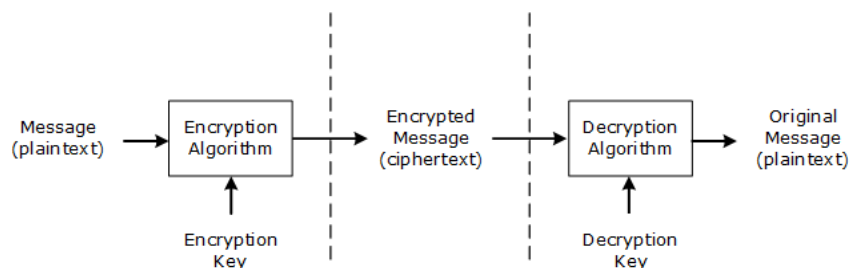 Message
(plaintext)
Encryption
Algorithm
Encryption
Key
Encrypted
Message
(ciphertext)
Decryption
Algorithm
Decryption
Key
Original
Message
(plaintext)